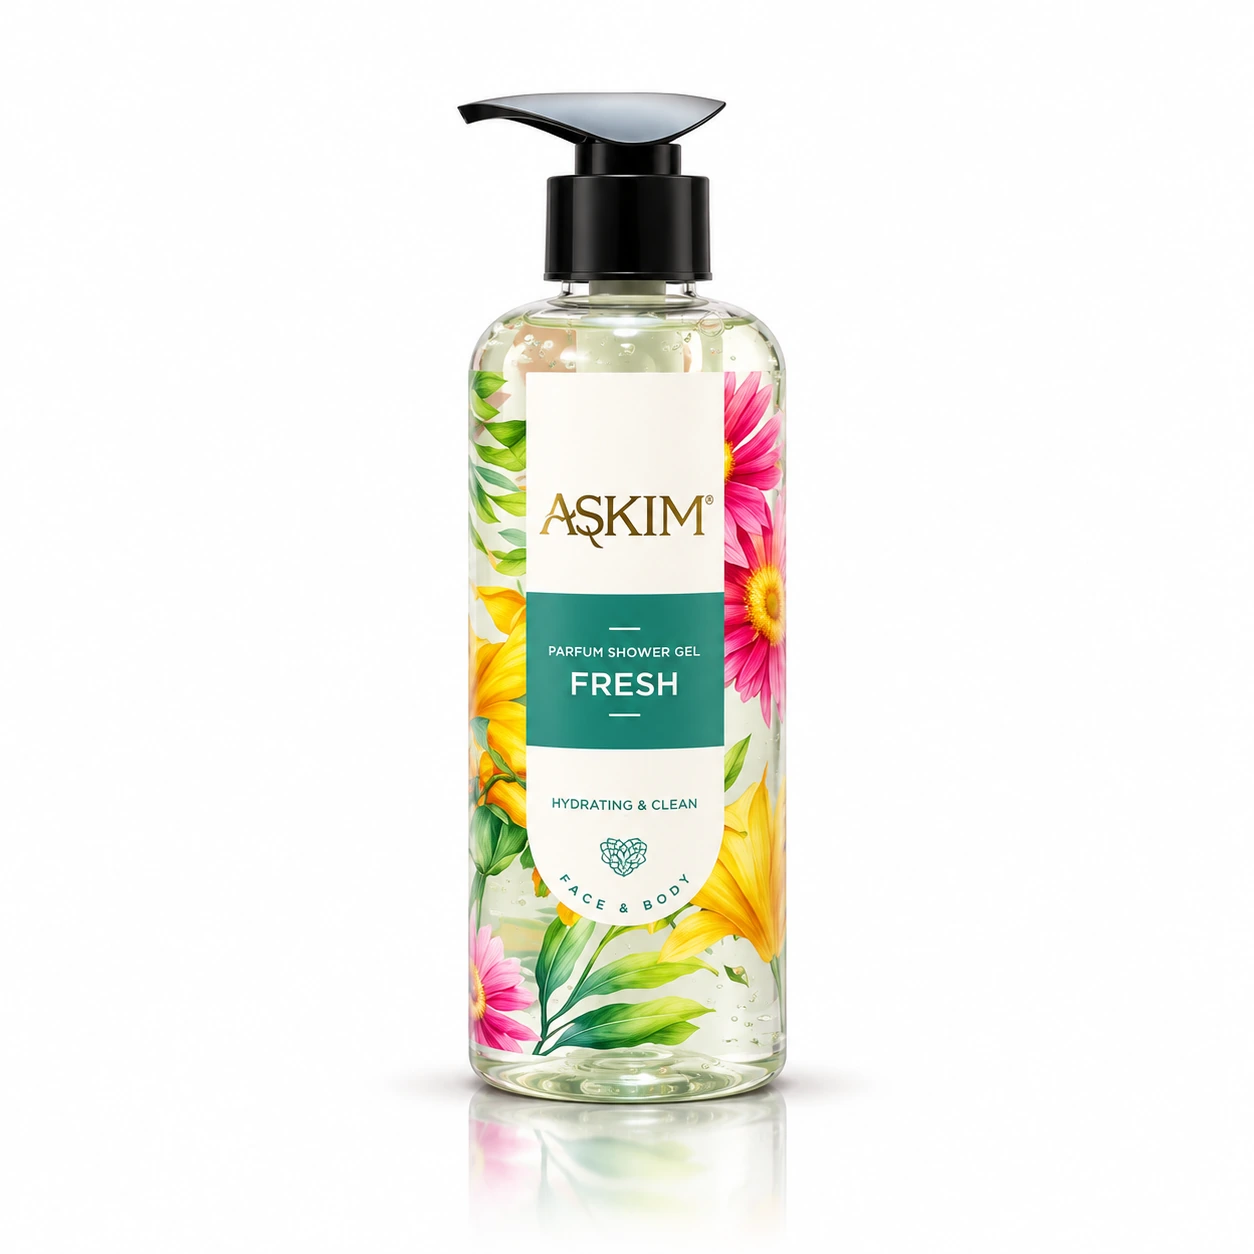 AŞKIM®
PARFUM SHOWER GEL
FRESH
HYDRATING & CLEAN
FACE & BODY